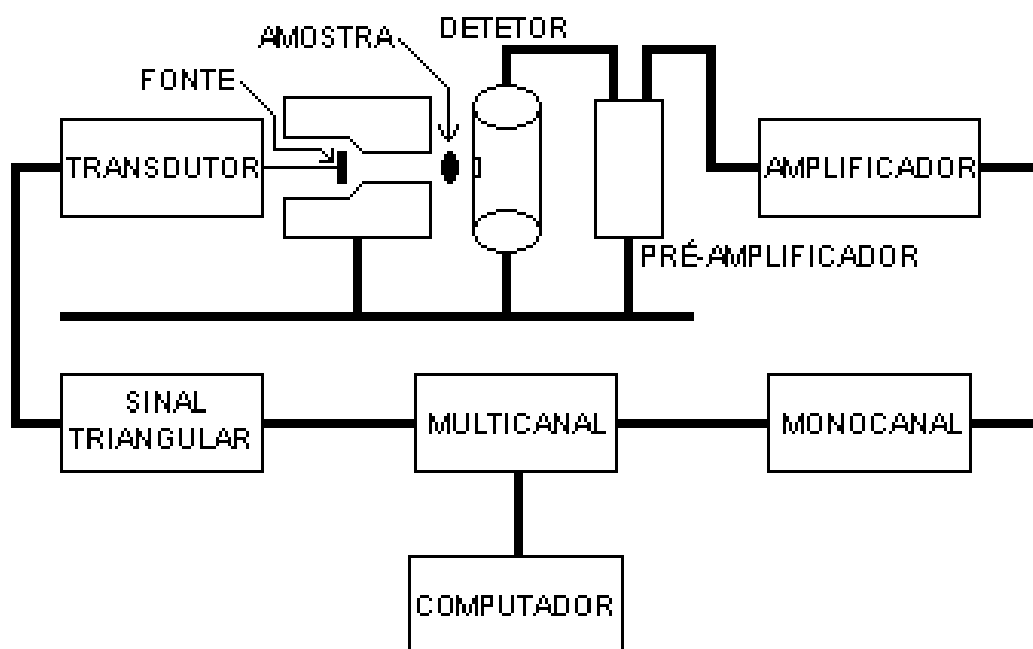 DETETOR
AMOSTRA
FONTE
TRANSDUTOR
AMPLIFICADOR
PRÉ-AMPLIFICADOR
SINAL
TRIANGULAR
MULTICANAL
MONOCANAL
COMPUTADOR